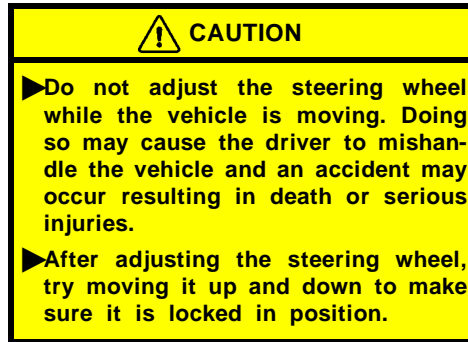 CAUTION
▶Do not adjust the steering wheel
while the vehicle is moving. Doing
so may cause the driver to mishan-
dle the vehicle and an accident may
occur resulting in death or serious
injuries.
▶After adjusting the steering wheel,
try moving it up and down to make
sure it is locked in position.